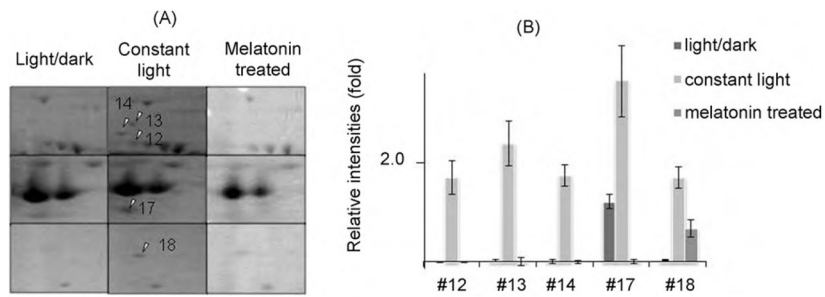 (A)
Light/dark
Constant
light
Melatonin
treated
14
13
12
17
18
(B)
light/dark
constant light
melatonin treated
Relative intensities (fold)
2.0
#12
#13
#14
#17
#18